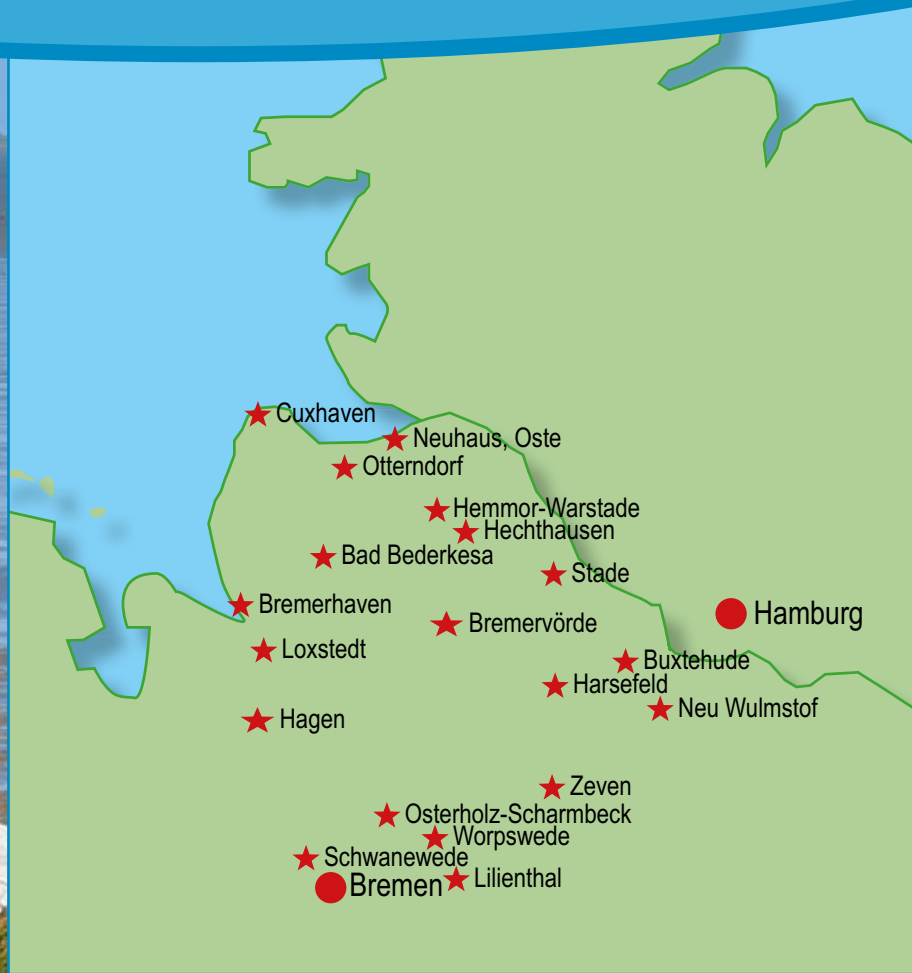 Cuxhaven
Neuhaus, Oste
Otterndorf
Hemmor-Warstade
Hechthausen
Bad Bederkesa
Stade
Bremerhaven
Hamburg
Bremervörde
Loxstedt
Buxtehude
Harsefeld
Neu Wulmstof
Hagen
Zeven
Osterholz-Scharmbeck
Worpswede
Schwanewede
Lilienthal
Bremen